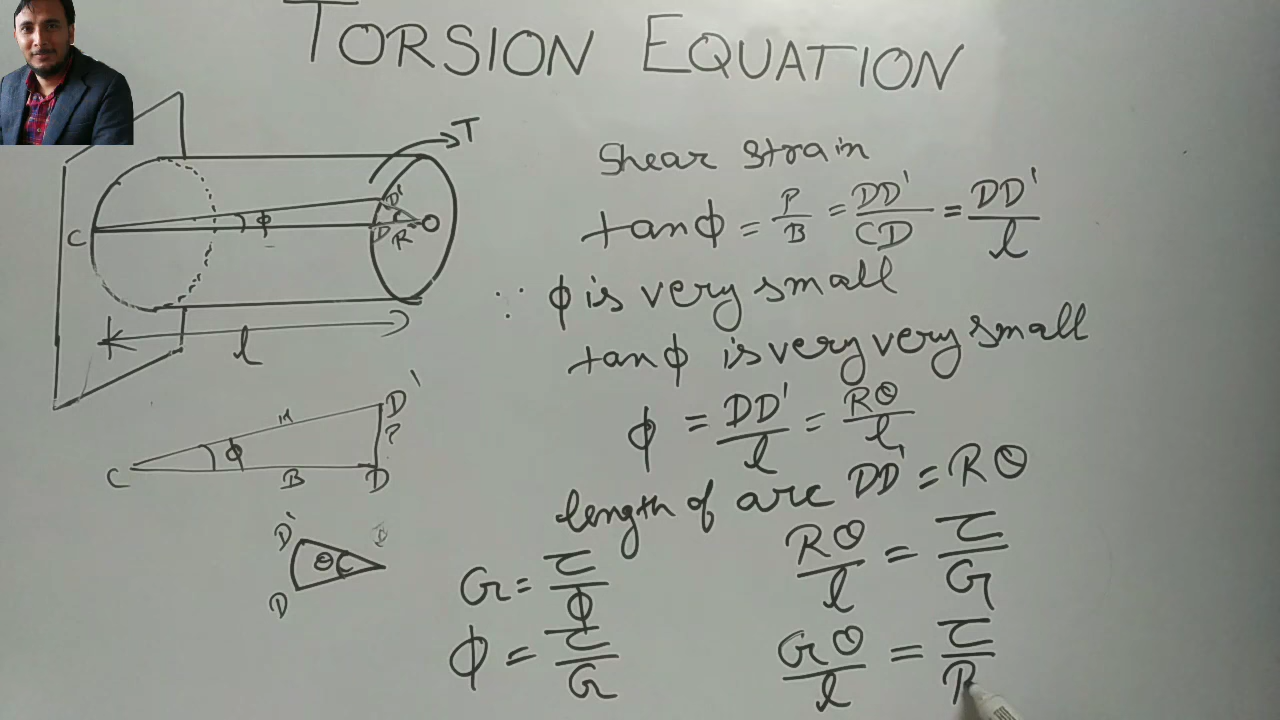 TORSION EQUATION
T
D'
r
C ϕ D R O
l
Shear strain
tanϕ = P/B = DD'/CD = DD'/l
∵ ϕ is very small
tanϕ is very very small
ϕ = DD'/l = Rθ/l
length of arc DD' = Rθ
D'
H
P
C ϕ B D
D'
θ
D
G = τ/ϕ
ϕ = τ/G
Rθ/l = τ/G
Gθ/l = τ/R